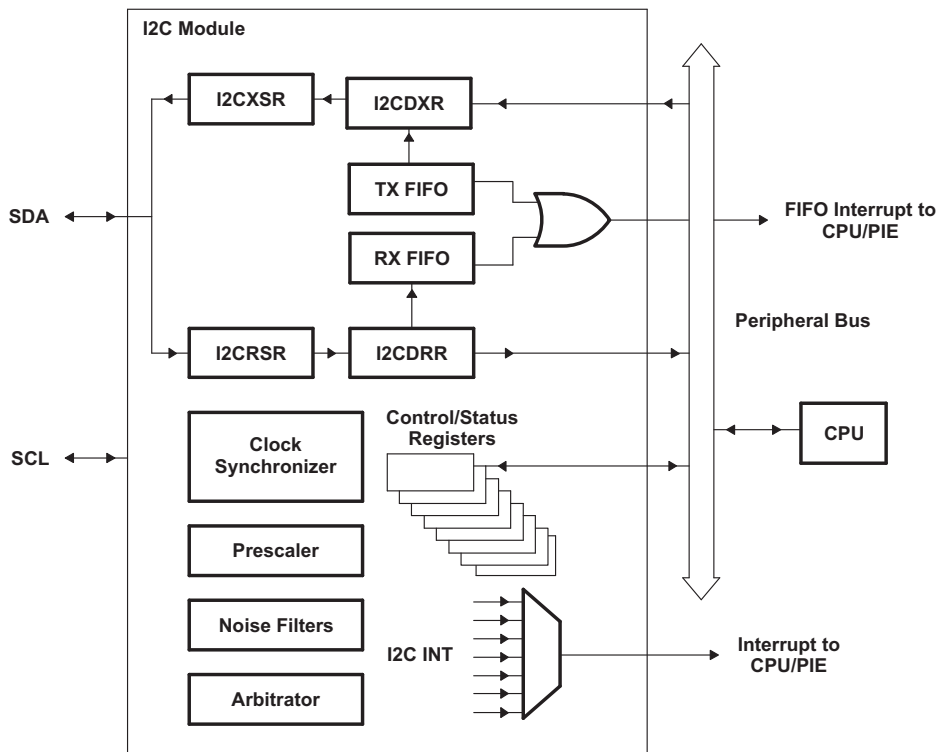 I2C Module
I2CXSR
I2CDXR
TX FIFO
SDA
FIFO Interrupt to
CPU/PIE
RX FIFO
Peripheral Bus
I2CRSR
I2CDRR
Control/Status
Registers
CPU
Clock
Synchronizer
SCL
Prescaler
Noise Filters
I2C INT
Interrupt to
CPU/PIE
Arbitrator